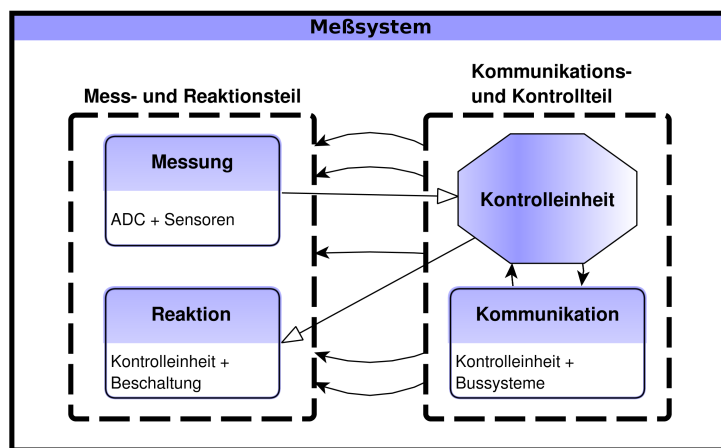 Meßsystem
Mess- und Reaktionsteil
Kommunikations-
und Kontrollteil
Messung
ADC + Sensoren
Kontrolleinheit
Reaktion
Kontrolleinheit +
Beschaltung
Kommunikation
Kontrolleinheit +
Bussysteme